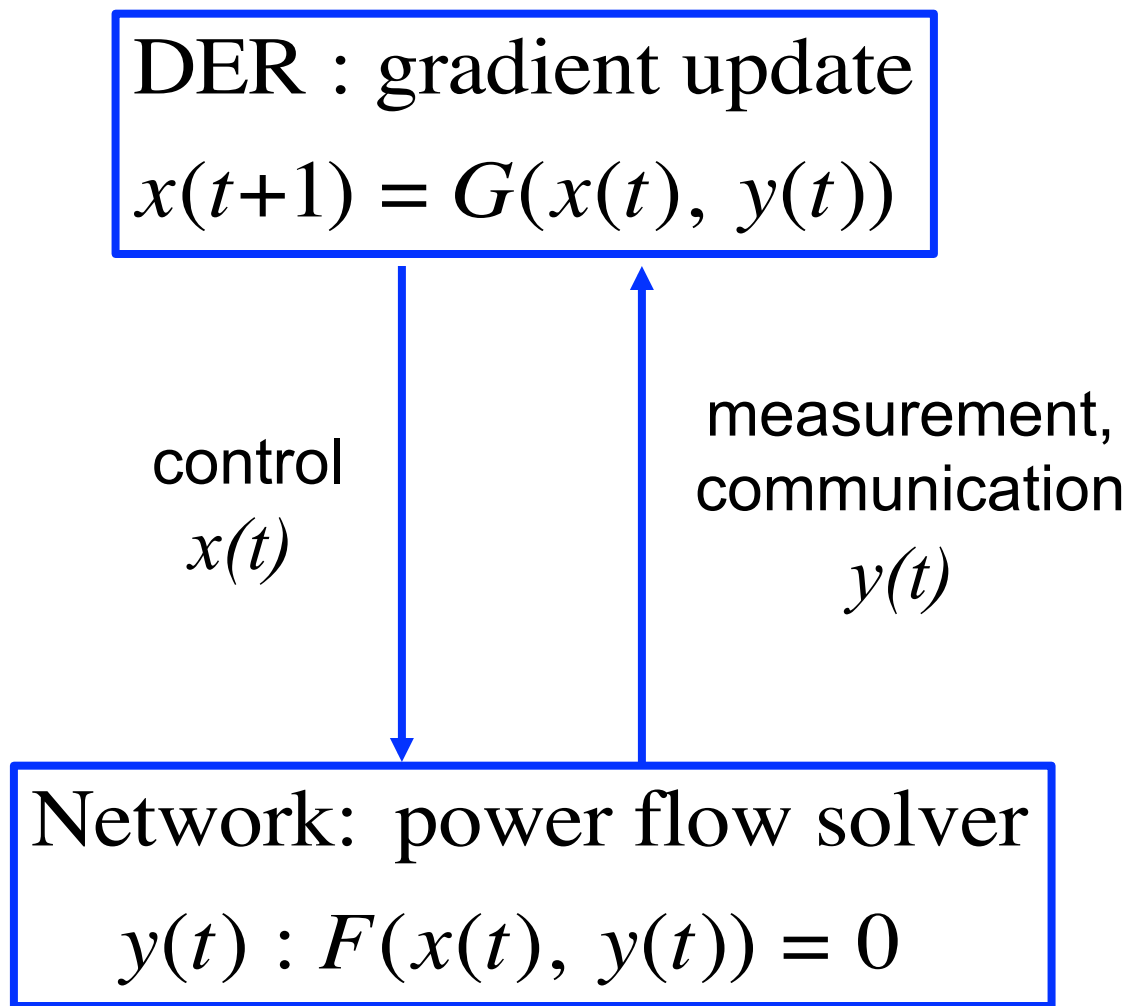 DER : gradient update
x(t+1) = G(x(t), y(t))
control
x(t)
measurement,
communication
y(t)
Network: power flow solver
y(t) : F(x(t), y(t)) = 0